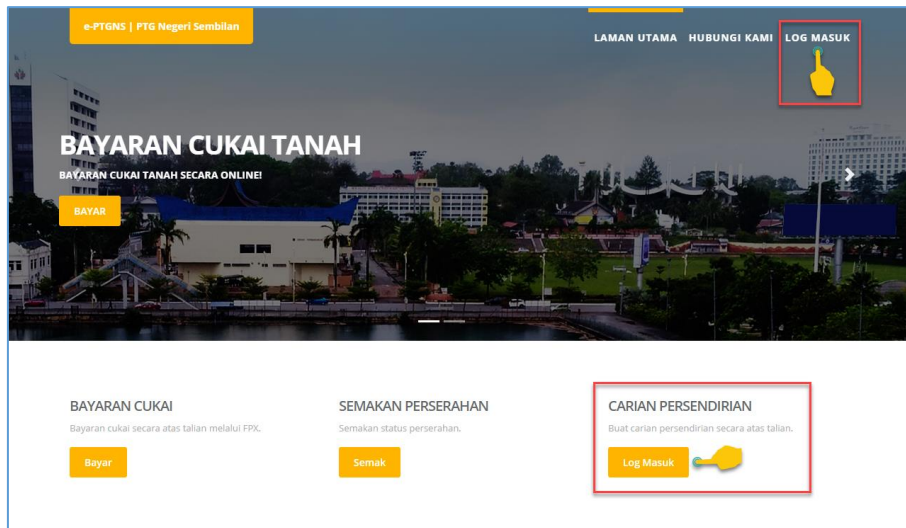 e-PTGNS | PTG Negeri Sembilan
LAMAN UTAMA HUBUNGI KAMI LOG MASUK
BAYARAN CUKAI TANAH
BAYARAN CUKAI TANAH SECARA ONLINE!
BAYAR
BAYARAN CUKAI
Bayaran cukai secara atas talian melalui FPX.
Bayar
SEMAKAN PERSERAHAN
Semakan status perserahan.
Semak
CARIAN PERSENDIRIAN
Buat carian persendirian secara atas talian.
Log Masuk